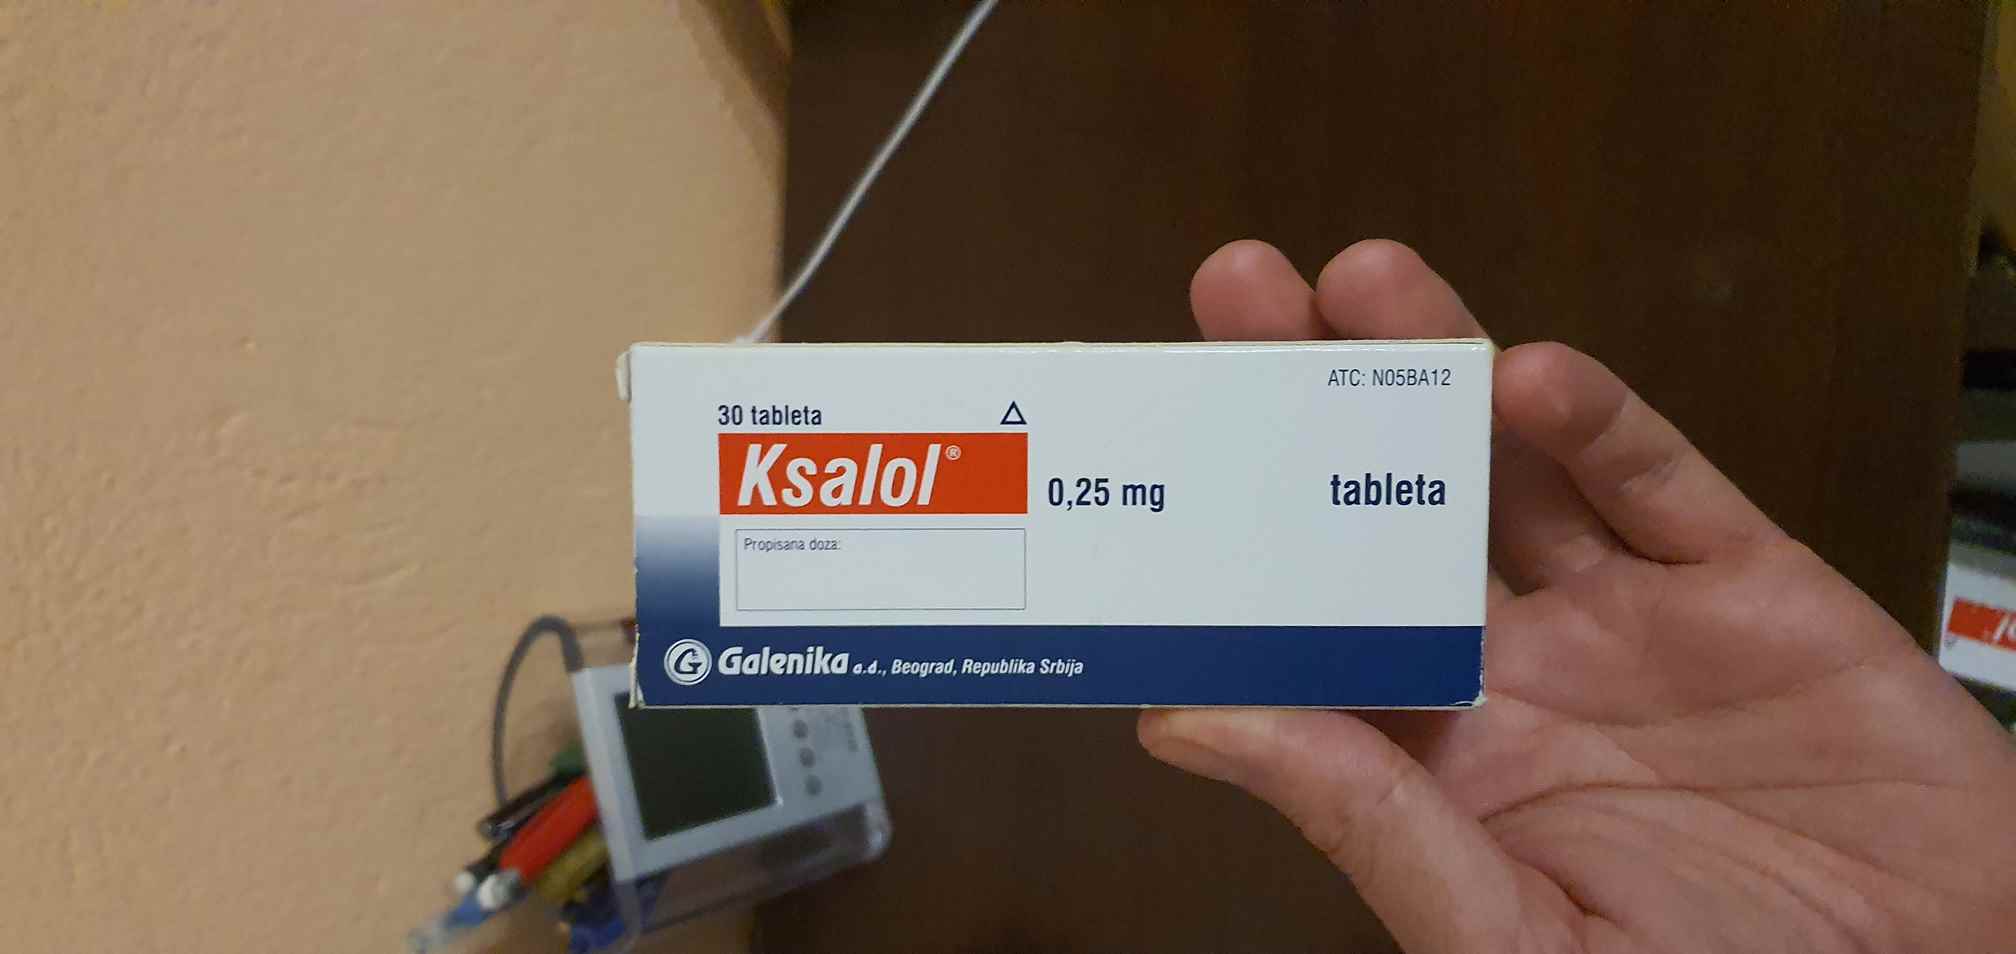 ATC: N05BA12
30 tableta
Ksalol®
0,25 mg tableta
Propisana doza:
Galenika a.d., Beograd, Republika Srbija